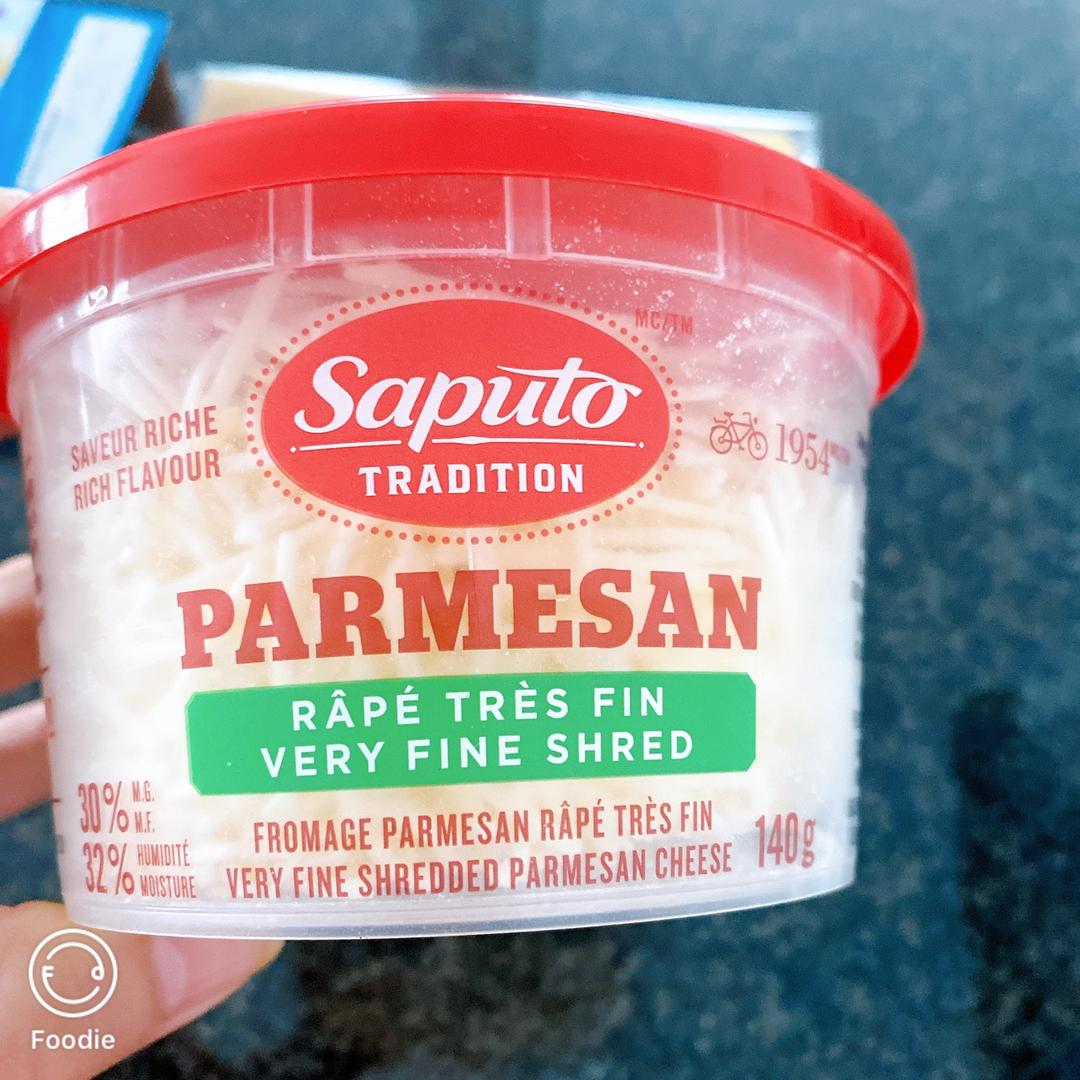 MC/TM
Saputo
TRADITION
SAVEUR RICHE
RICH FLAVOUR
1954
PARMESAN
RÂPÉ TRÈS FIN
VERY FINE SHRED
30% M.G.
M.F.
32% HUMIDITÉ
MOISTURE
FROMAGE PARMESAN RÂPÉ TRÈS FIN
VERY FINE SHREDDED PARMESAN CHEESE
140g
Foodie